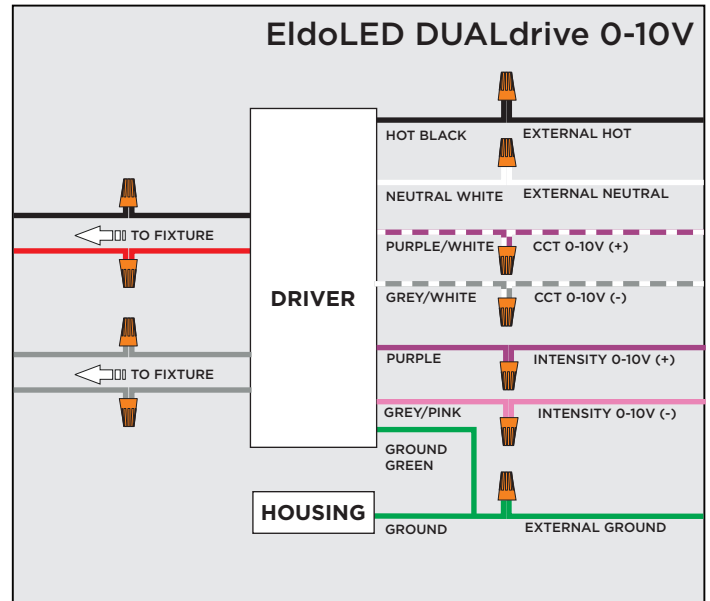 EldoLED DUALdrive 0-10V
HOT BLACK
EXTERNAL HOT
NEUTRAL WHITE
EXTERNAL NEUTRAL
TO FIXTURE
PURPLE/WHITE
CCT 0-10V (+)
DRIVER
GREY/WHITE
CCT 0-10V (-)
PURPLE
INTENSITY 0-10V (+)
TO FIXTURE
GREY/PINK
INTENSITY 0-10V (-)
GROUND
GREEN
HOUSING
GROUND
EXTERNAL GROUND